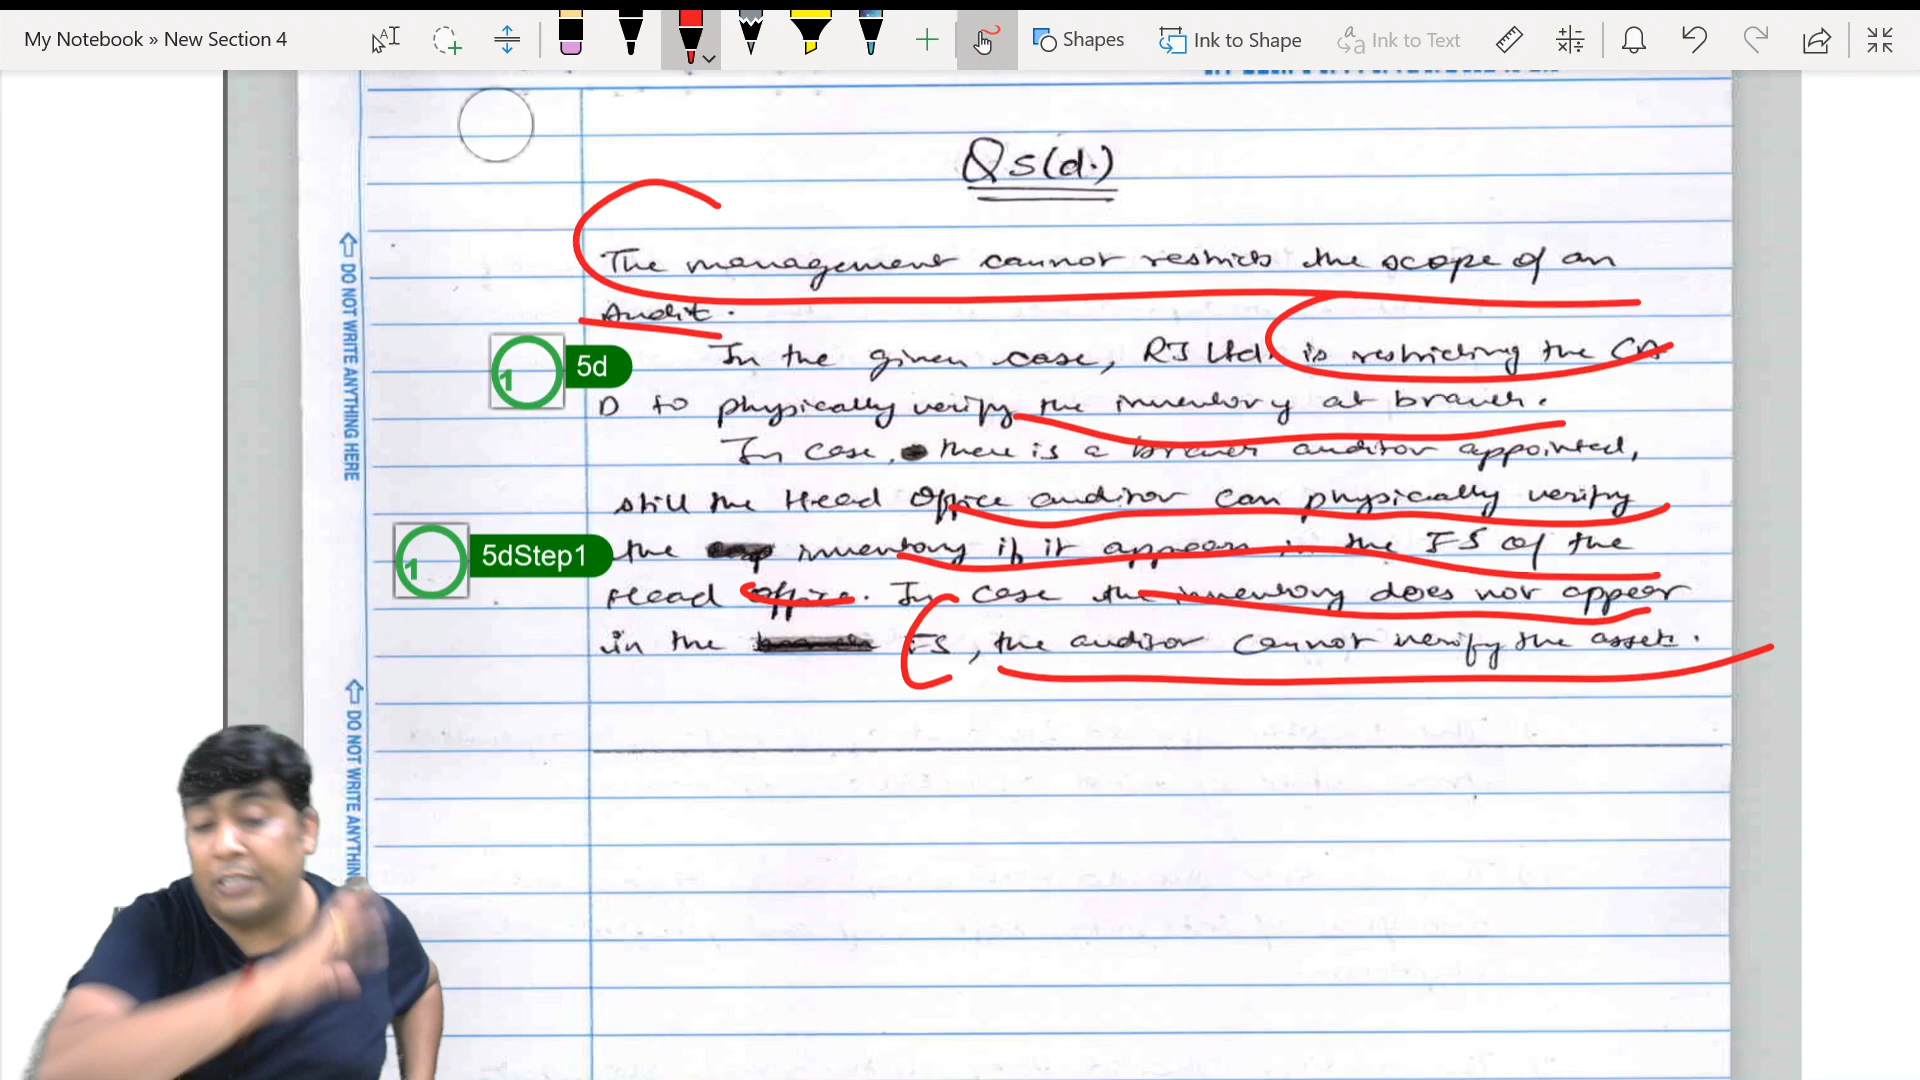 My Notebook » New Section 4
Shapes
Ink to Shape
Ink to Text
Q5(d.)
The management cannot restrict the scope of an
Audit.
In the given case, RJ Ltd. is restricting the CA
D to physically verify the inventory at branch.
In case, there is a branch auditor appointed,
still the Head Office auditor can physically verify
the inventory if it appears in the FS of the
Head Office. In case the inventory does not appear
in the FS, the auditor cannot verify the assets.
1 5d
1 5dStep1
DO NOT WRITE ANYTHING HERE
DO NOT WRITE ANYTHIN